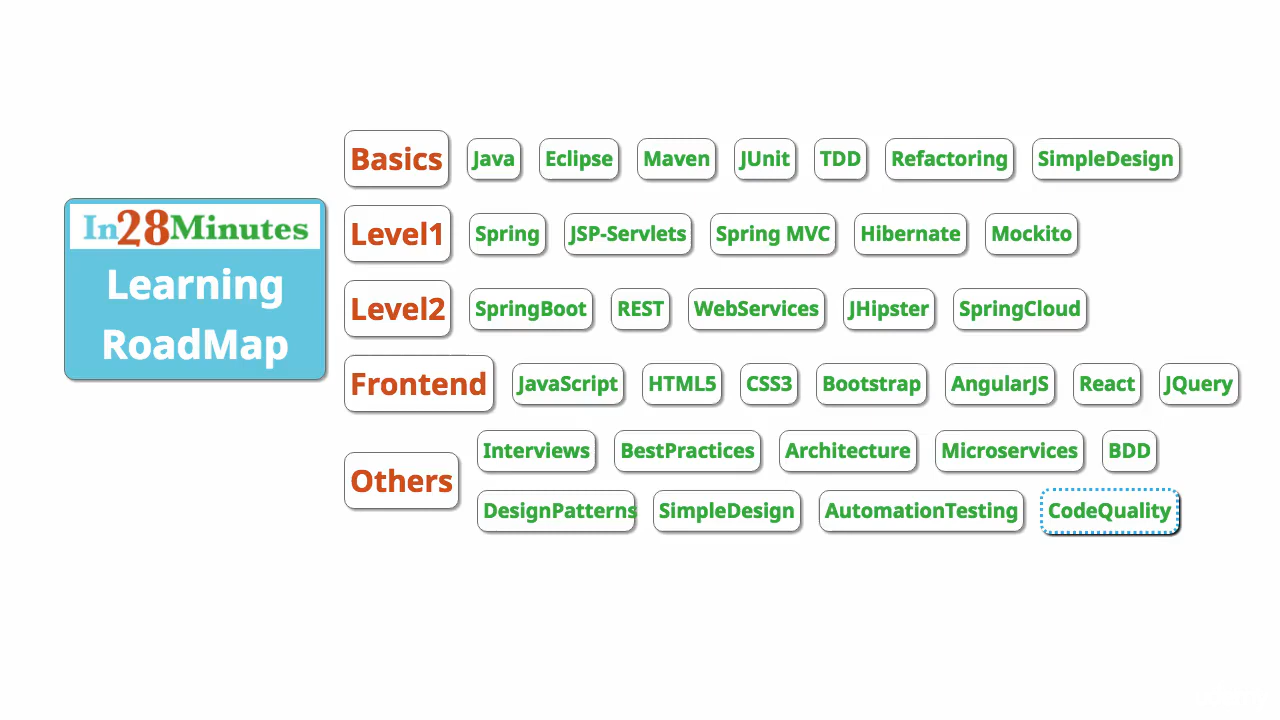 In28Minutes
Learning
RoadMap
Basics Java Eclipse Maven JUnit TDD Refactoring SimpleDesign
Level1 Spring JSP-Servlets Spring MVC Hibernate Mockito
Level2 SpringBoot REST WebServices JHipster SpringCloud
Frontend JavaScript HTML5 CSS3 Bootstrap AngularJS React JQuery
Others
Interviews BestPractices Architecture Microservices BDD
DesignPatterns SimpleDesign AutomationTesting CodeQuality